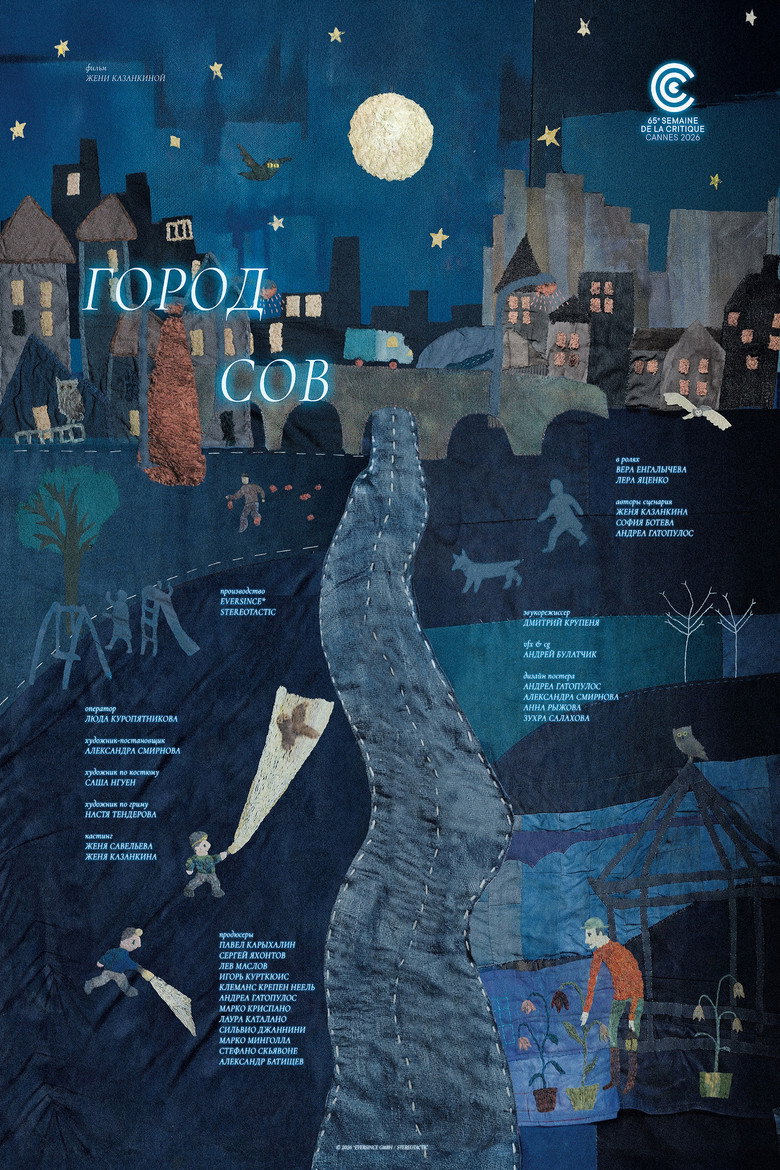 фильм
ЖЕНИ КАЗАНКИНОЙ
65e SEMAINE
DE LA CRITIQUE
CANNES 2026
ГОРОД
СОВ
в ролях
ВЕРА ЕНГАЛЫЧЕВА
ЛЕРА ЯЦЕНКО
авторы сценария
ЖЕНЯ КАЗАНКИНА
СОФИЯ БОТЕВА
АНДРЕА ГАТОПУЛОС
производство
EVERSINCE*
STEREOTACTIC
звукорежиссер
ДМИТРИЙ КРУПЕНЯ
vfx & cg
АНДРЕЙ БУЛАТЧИК
дизайн постера
АНДРЕА ГАТОПУЛОС
АЛЕКСАНДРА СМИРНОВА
АННА РЫЖОВА
ЗУХРА САЛАХОВА
оператор
ЛЮДА КУРОПЯТНИКОВА
художник-постановщик
АЛЕКСАНДРА СМИРНОВА
художник по костюму
САША НГУЕН
художник по гриму
НАСТЯ ТЕНДЕРОВА
кастинг
ЖЕНЯ САВЕЛЬЕВА
ЖЕНЯ КАЗАНКИНА
продюсеры
ПАВЕЛ КАРЫХАЛИН
СЕРГЕЙ ЯХОНТОВ
ЛЕВ МАСЛОВ
ИГОРЬ КУРТКЮИС
КЛЕМАНС КРЕПЕН НЕЕЛЬ
АНДРЕА ГАТОПУЛОС
МАРКО КРИСПАНО
ЛАУРА КАТАЛАНО
СИЛЬВИО ДЖАННИНИ
МАРКО МИНГОЛЛА
СТЕФАНО СКЬЯВОНЕ
АЛЕКСАНДР БАТИЩЕВ
© 2026 *EVERSINCE GMBH / STEREOTACTIC